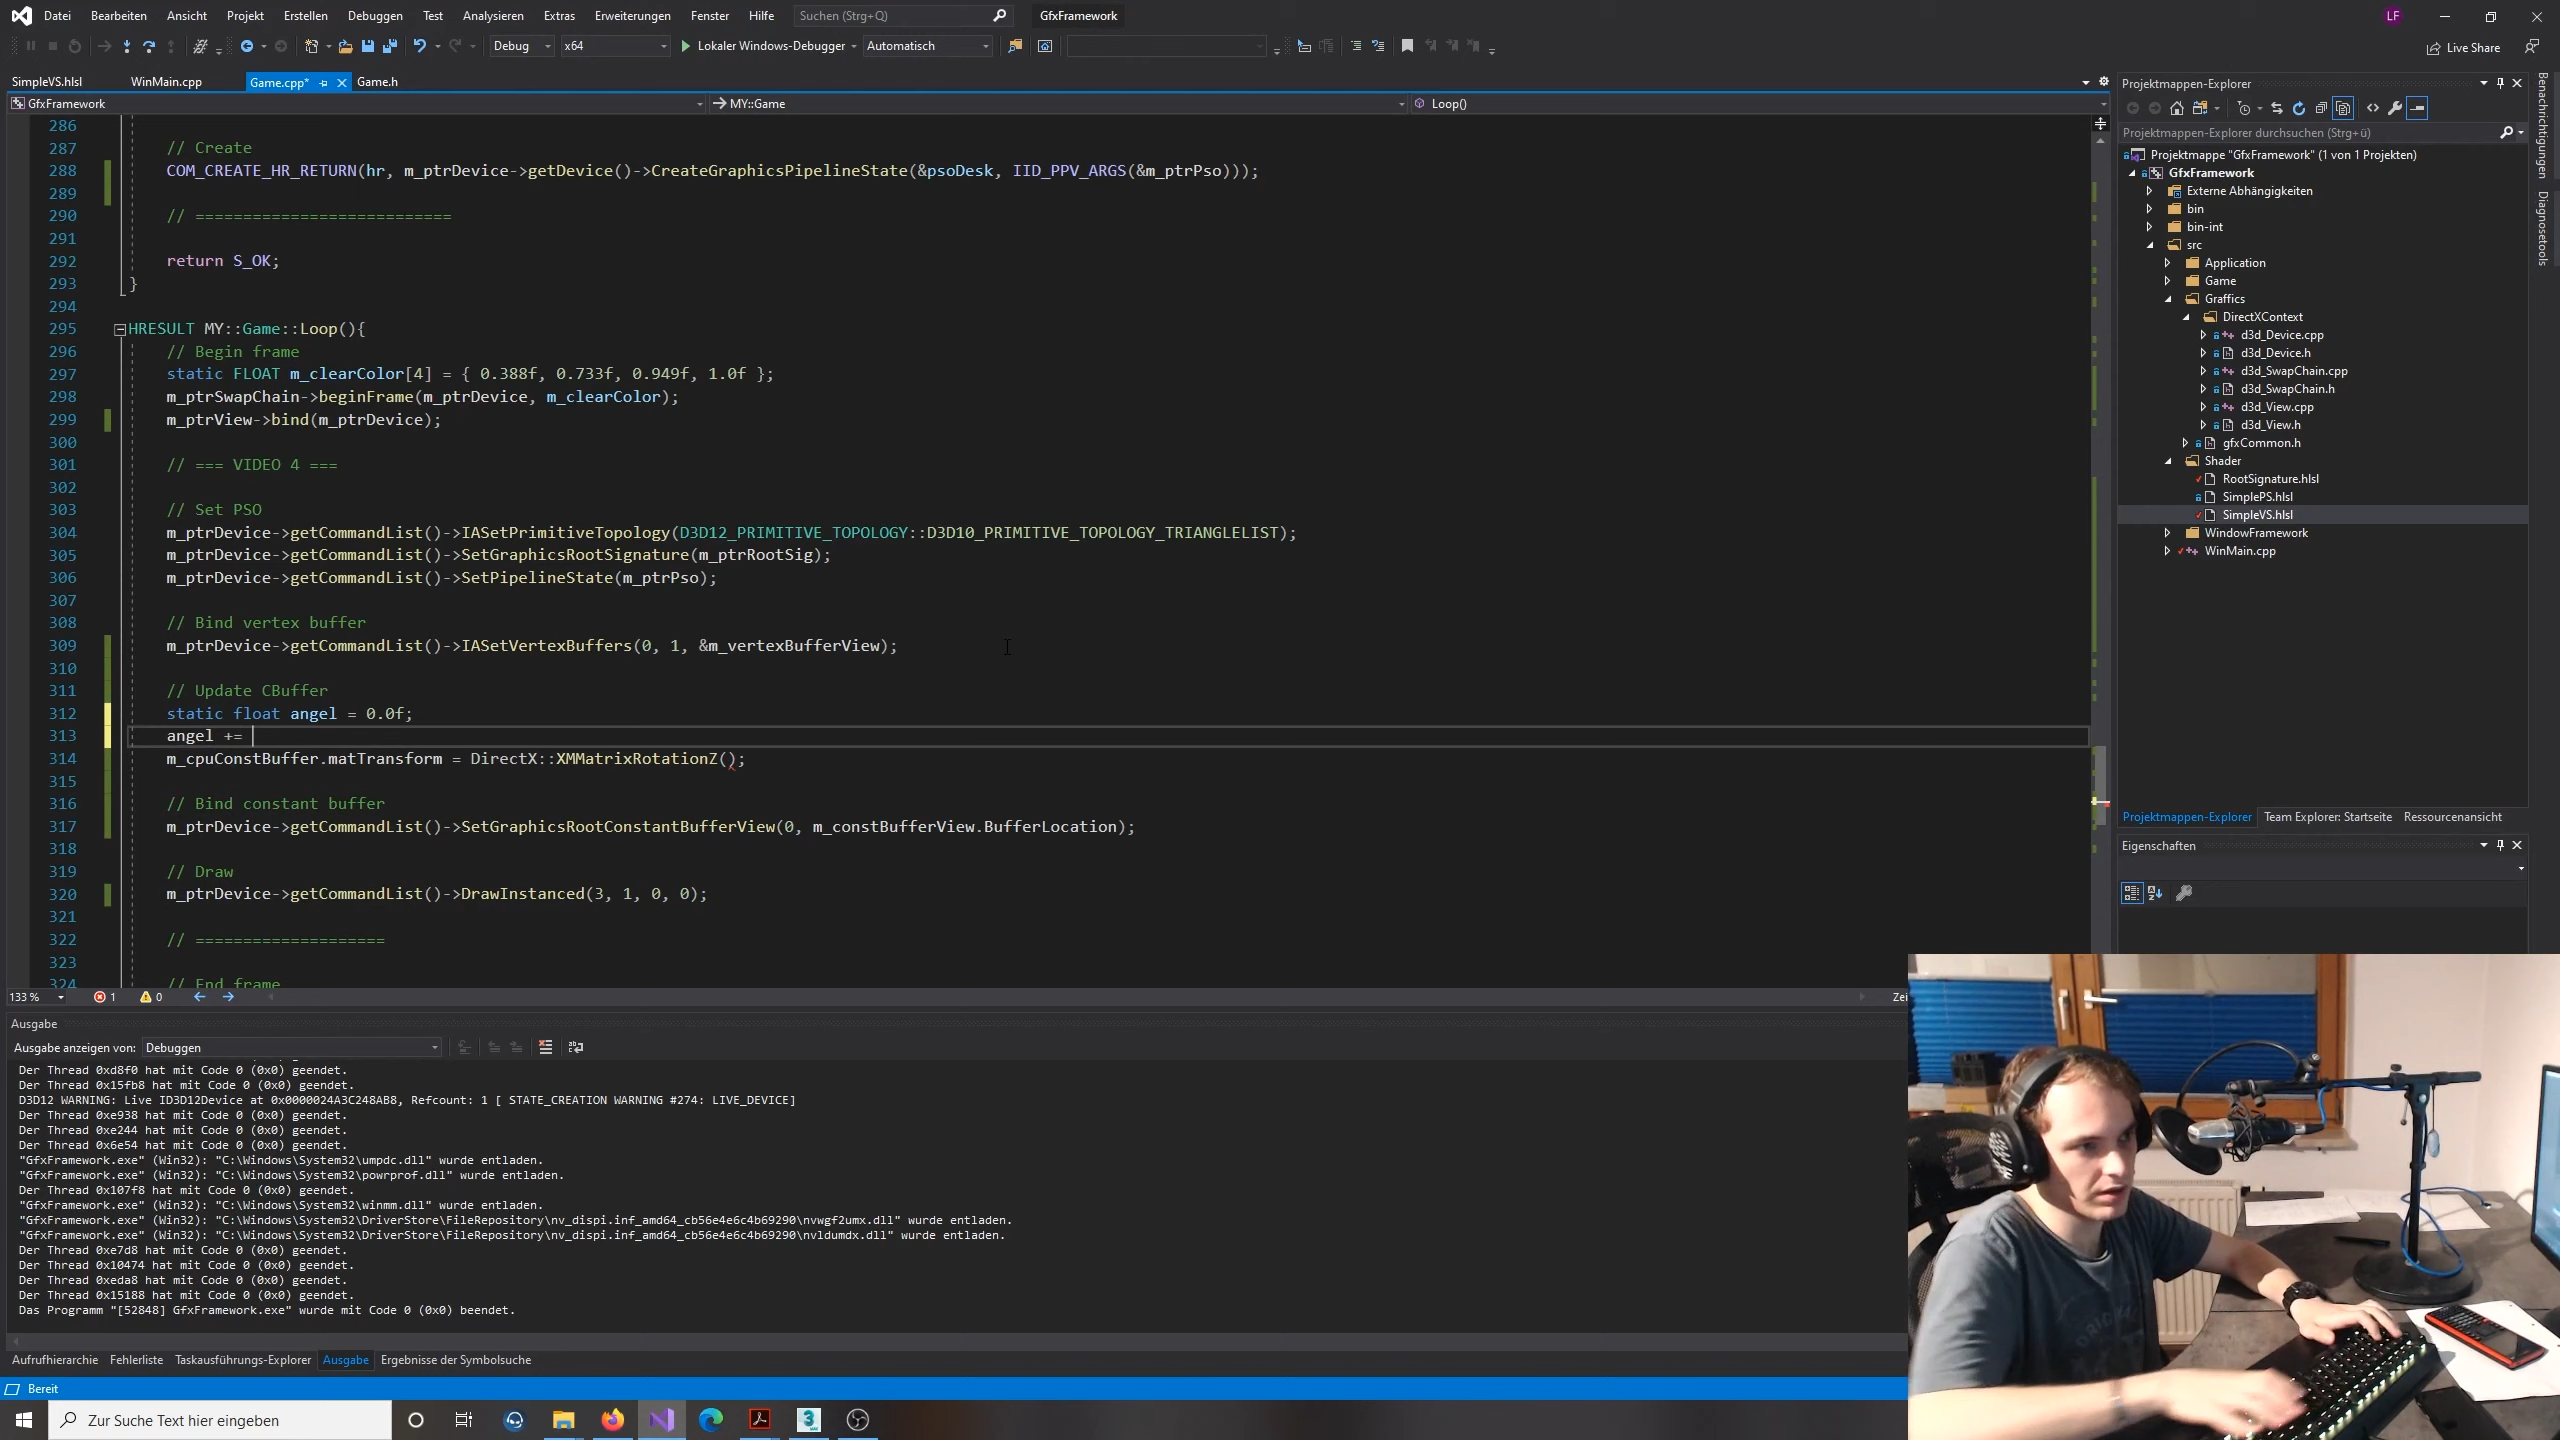 Datei Bearbeiten Ansicht Projekt Erstellen Debuggen Test Analysieren Extras Erweiterungen Fenster Hilfe Suchen (Strg+Q) GfxFramework LF
Debug x64 Lokaler Windows-Debugger Automatisch Live Share
SimpleVS.hlsl WinMain.cpp Game.cpp* Game.h
GfxFramework MY::Game Loop()
286
287 // Create
288 COM_CREATE_HR_RETURN(hr, m_ptrDevice->getDevice()->CreateGraphicsPipelineState(&psoDesk, IID_PPV_ARGS(&m_ptrPso)));
289
290 // ===========================
291
292 return S_OK;
293 }
294
295 HRESULT MY::Game::Loop(){
296 // Begin frame
297 static FLOAT m_clearColor[4] = { 0.388f, 0.733f, 0.949f, 1.0f };
298 m_ptrSwapChain->beginFrame(m_ptrDevice, m_clearColor);
299 m_ptrView->bind(m_ptrDevice);
300
301 // === VIDEO 4 ===
302
303 // Set PSO
304 m_ptrDevice->getCommandList()->IASetPrimitiveTopology(D3D12_PRIMITIVE_TOPOLOGY::D3D10_PRIMITIVE_TOPOLOGY_TRIANGLELIST);
305 m_ptrDevice->getCommandList()->SetGraphicsRootSignature(m_ptrRootSig);
306 m_ptrDevice->getCommandList()->SetPipelineState(m_ptrPso);
307
308 // Bind vertex buffer
309 m_ptrDevice->getCommandList()->IASetVertexBuffers(0, 1, &m_vertexBufferView);
310
311 // Update CBuffer
312 static float angel = 0.0f;
313 angel +=
314 m_cpuConstBuffer.matTransform = DirectX::XMMatrixRotationZ();
315
316 // Bind constant buffer
317 m_ptrDevice->getCommandList()->SetGraphicsRootConstantBufferView(0, m_constBufferView.BufferLocation);
318
319 // Draw
320 m_ptrDevice->getCommandList()->DrawInstanced(3, 1, 0, 0);
321
322 // ====================
323
324 // End frame
133 % 1 0 Zei
Ausgabe
Ausgabe anzeigen von: Debuggen
Der Thread 0xd8f0 hat mit Code 0 (0x0) geendet.
Der Thread 0x15fb8 hat mit Code 0 (0x0) geendet.
D3D12 WARNING: Live ID3D12Device at 0x0000024A3C248AB8, Refcount: 1 [ STATE_CREATION WARNING #274: LIVE_DEVICE]
Der Thread 0xe938 hat mit Code 0 (0x0) geendet.
Der Thread 0xe244 hat mit Code 0 (0x0) geendet.
Der Thread 0x6e54 hat mit Code 0 (0x0) geendet.
"GfxFramework.exe" (Win32): "C:\Windows\System32\umpdc.dll" wurde entladen.
"GfxFramework.exe" (Win32): "C:\Windows\System32\powrprof.dll" wurde entladen.
Der Thread 0x107f8 hat mit Code 0 (0x0) geendet.
"GfxFramework.exe" (Win32): "C:\Windows\System32\winmm.dll" wurde entladen.
"GfxFramework.exe" (Win32): "C:\Windows\System32\DriverStore\FileRepository\nv_dispi.inf_amd64_cb56e4e6c4b69290\nvwgf2umx.dll" wurde entladen.
"GfxFramework.exe" (Win32): "C:\Windows\System32\DriverStore\FileRepository\nv_dispi.inf_amd64_cb56e4e6c4b69290\nvldumdx.dll" wurde entladen.
Der Thread 0xe7d8 hat mit Code 0 (0x0) geendet.
Der Thread 0x10474 hat mit Code 0 (0x0) geendet.
Der Thread 0xeda8 hat mit Code 0 (0x0) geendet.
Der Thread 0x15188 hat mit Code 0 (0x0) geendet.
Das Programm "[52848] GfxFramework.exe" wurde mit Code 0 (0x0) beendet.
Aufrufhierarchie Fehlerliste Taskausführungs-Explorer Ausgabe Ergebnisse der Symbolsuche
Bereit
Zur Suche Text hier eingeben
Projektmappen-Explorer
Projektmappen-Explorer durchsuchen (Strg+ü)
Projektmappe "GfxFramework" (1 von 1 Projekten)
GfxFramework
Externe Abhängigkeiten
bin
bin-int
src
Application
Game
Graffics
DirectXContext
d3d_Device.cpp
d3d_Device.h
d3d_SwapChain.cpp
d3d_SwapChain.h
d3d_View.cpp
d3d_View.h
gfxCommon.h
Shader
RootSignature.hlsl
SimplePS.hlsl
SimpleVS.hlsl
WindowFramework
WinMain.cpp
Projektmappen-Explorer Team Explorer: Startseite Ressourcenansicht
Eigenschaften
Benachrichtigungen
Diagnosetools